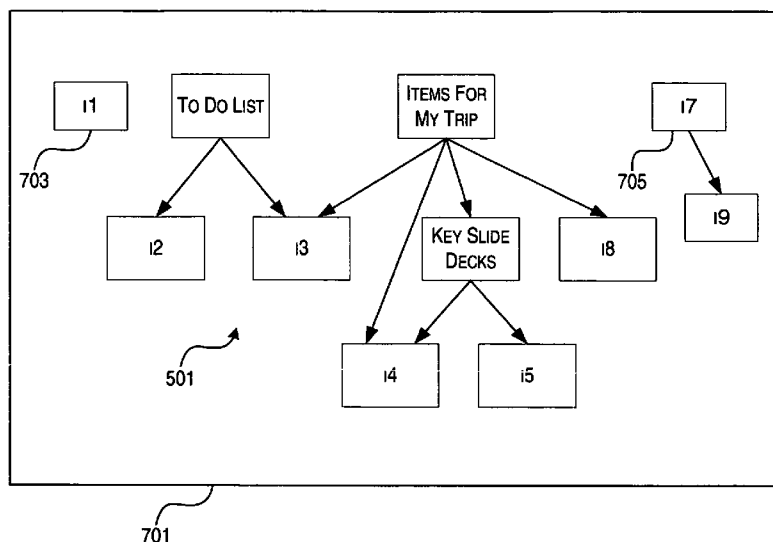 I1
TO DO LIST
ITEMS FOR
MY TRIP
I7
703
705
I2
I3
KEY SLIDE
DECKS
I8
I9
501
I4
I5
701